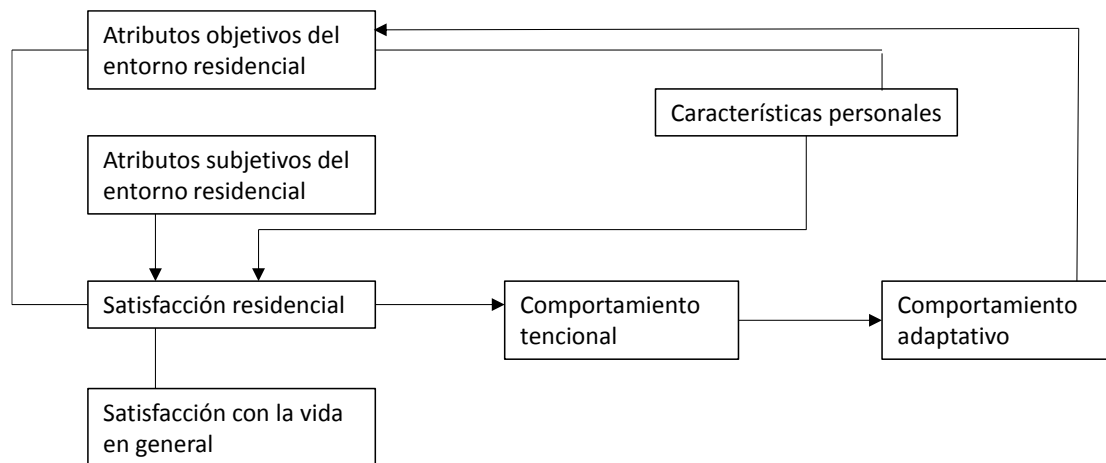 Atributos objetivos del
entorno residencial
Característícas personales
Atributos subjetivos del
entorno residencial
Satisfacción residencial
Comportamiento
tencional
Comportamiento
adaptativo
Satisfacción con la vida
en general